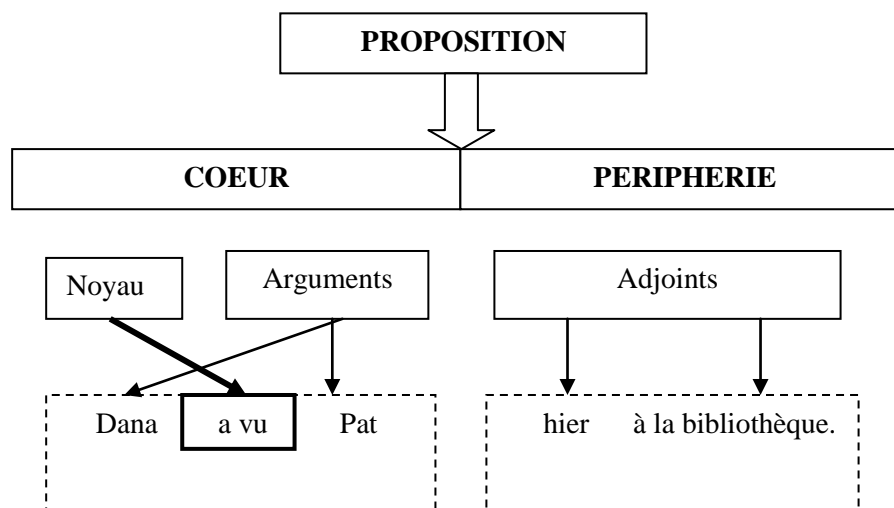 PROPOSITION
COEUR PERIPHERIE
Noyau Arguments Adjoints
Dana a vu Pat hier à la bibliothèque.